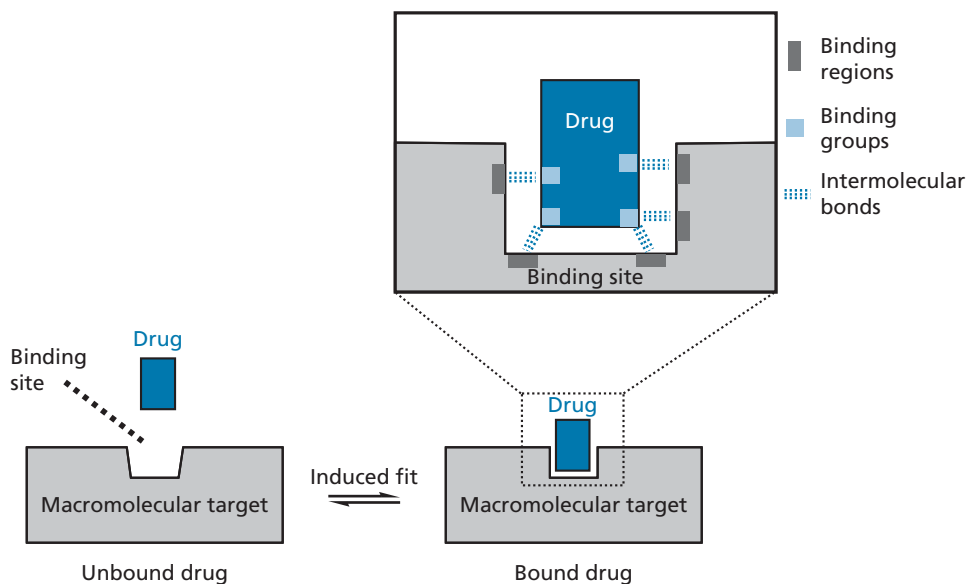 Binding
regions
Drug
Binding
groups
Intermolecular
bonds
Binding site
Drug
Binding
site
Drug
Induced fit
Macromolecular target
Macromolecular target
Unbound drug
Bound drug